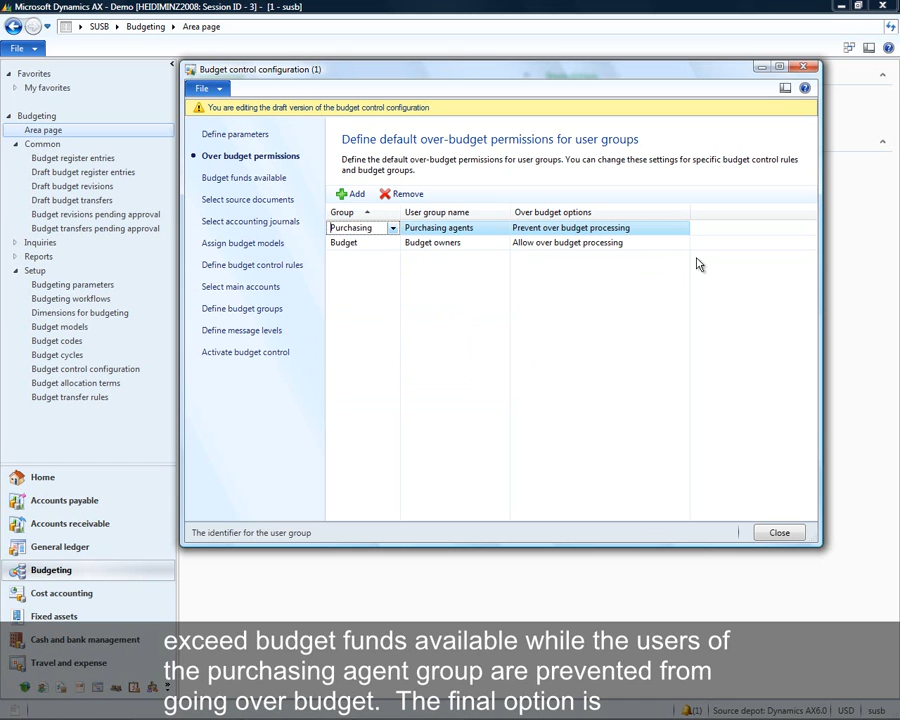 Microsoft Dynamics AX - Demo [HEIDIMINZ2008: Session ID - 3] - [1 - susb]
SUSB
Budgeting
Area page
File
Favorites
My favorites
Budgeting
Area page
Common
Budget register entries
Draft budget register entries
Draft budget revisions
Draft budget transfers
Budget revisions pending approval
Budget transfers pending approval
Inquiries
Reports
Setup
Budgeting parameters
Budgeting workflows
Dimensions for budgeting
Budget models
Budget codes
Budget cycles
Budget control configuration
Budget allocation terms
Budget transfer rules
Home
Accounts payable
Accounts receivable
General ledger
Budgeting
Cost accounting
Fixed assets
Cash and bank management
Travel and expense
Budget control configuration (1)
File
You are editing the draft version of the budget control configuration
Define parameters
Over budget permissions
Budget funds available
Select source documents
Select accounting journals
Assign budget models
Define budget control rules
Select main accounts
Define budget groups
Define message levels
Activate budget control
Define default over-budget permissions for user groups
Define the default over-budget permissions for user groups. You can change these settings for specific budget control rules
and budget groups.
Add Remove
Group User group name Over budget options
Purchasing Purchasing agents Prevent over budget processing
Budget Budget owners Allow over budget processing
The identifier for the user group
Close
exceed budget funds available while the users of
the purchasing agent group are prevented from
going over budget. The final option is
(1) Source depot: Dynamics AX6.0 USD susb